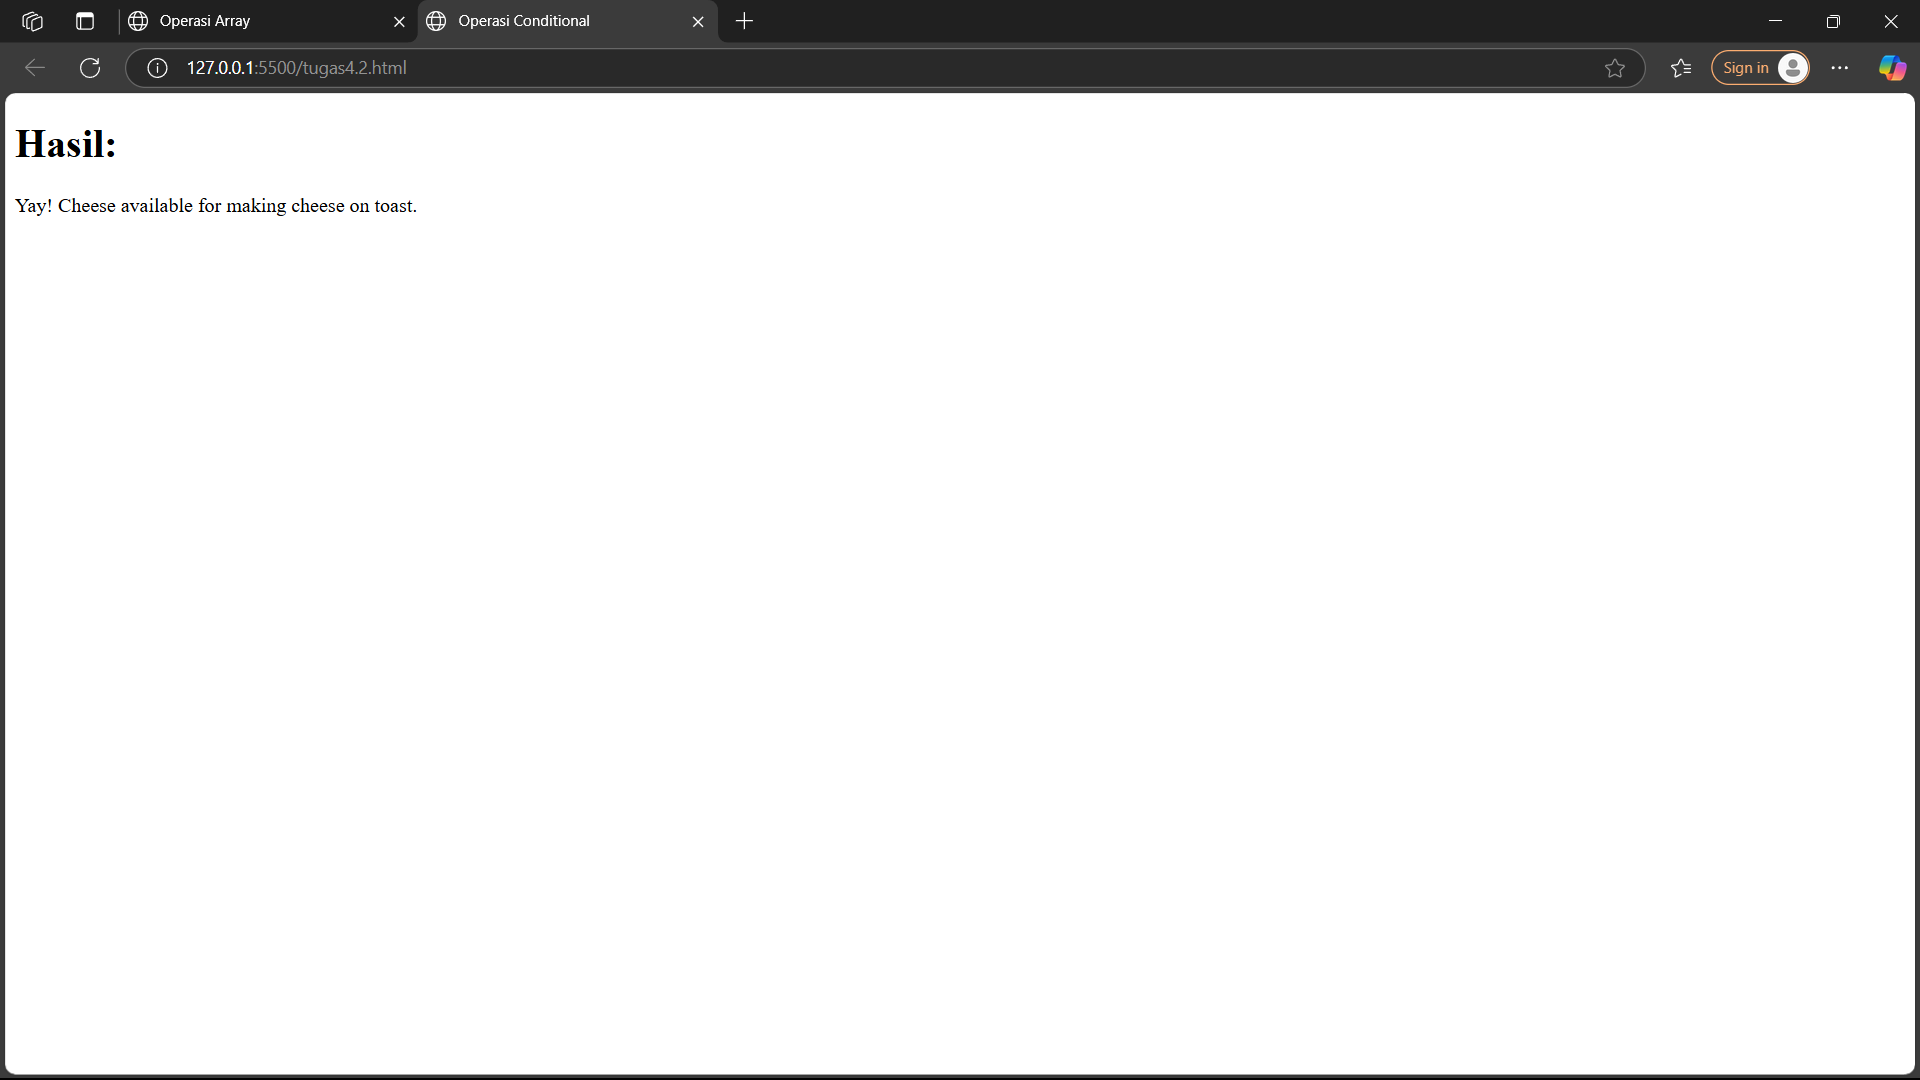 Operasi Array
Operasi Conditional
127.0.0.1:5500/tugas4.2.html
Sign in
Hasil:
Yay! Cheese available for making cheese on toast.